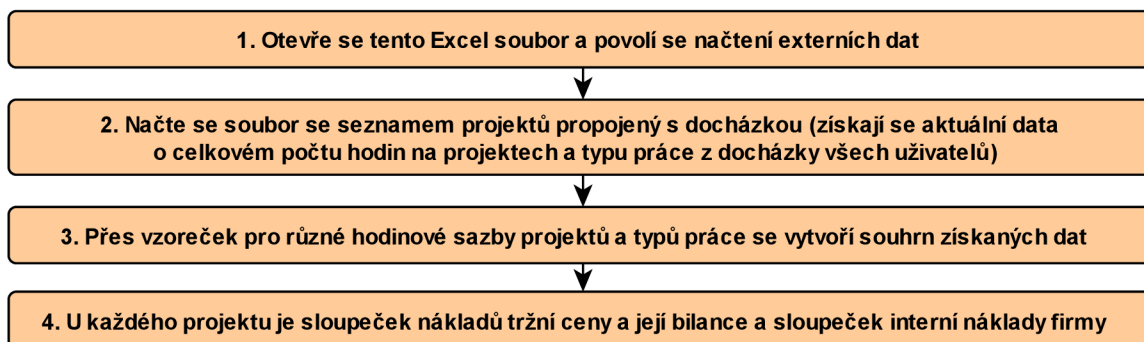 1. Otevře se tento Excel soubor a povolí se načtení externích dat
2. Načte se soubor se seznamem projektů propojený s docházkou (získají se aktuální data
o celkovém počtu hodin na projektech a typu práce z docházky všech uživatelů)
3. Přes vzoreček pro různé hodinové sazby projektů a typů práce se vytvoří souhrn získaných dat
4. U každého projektu je sloupeček nákladů tržní ceny a její bilance a sloupeček interní náklady firmy